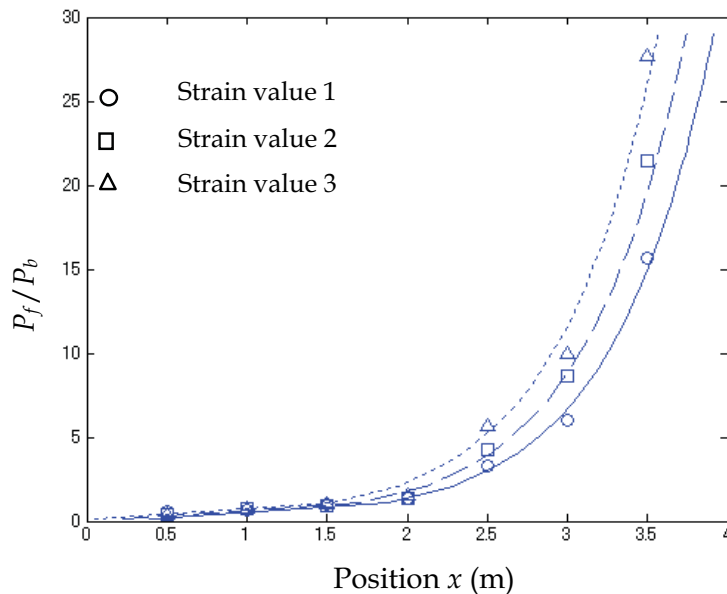 30
25
20
15
10
5
0
P_f/P_b
Strain value 1
Strain value 2
Strain value 3
0 0.5 1 1.5 2 2.5 3 3.5 4
Position x (m)